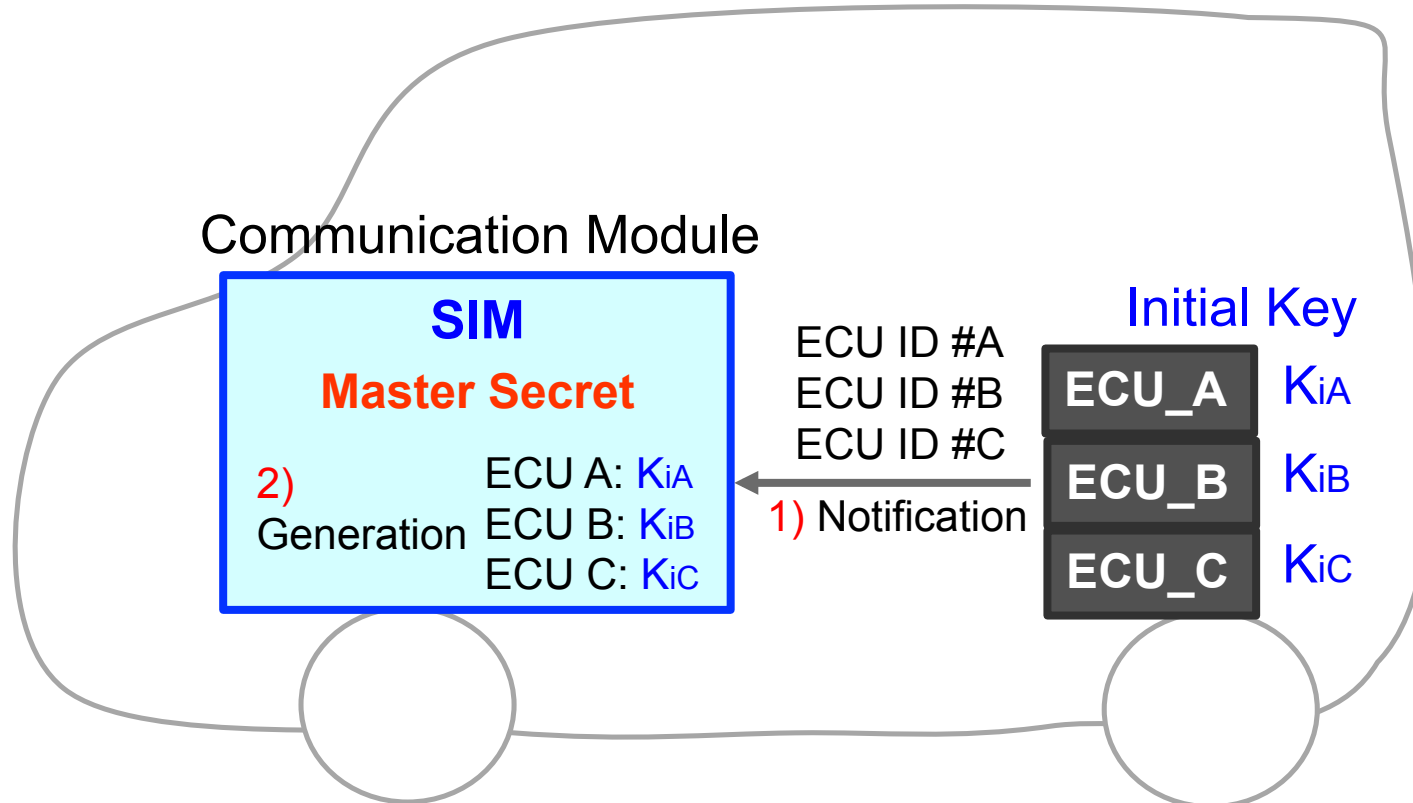 Communication Module
SIM
Master Secret
2)
Generation
ECU A: KiA
ECU B: KiB
ECU C: KiC
ECU ID #A
ECU ID #B
ECU ID #C
1) Notification
Initial Key
ECU_A KiA
ECU_B KiB
ECU_C KiC